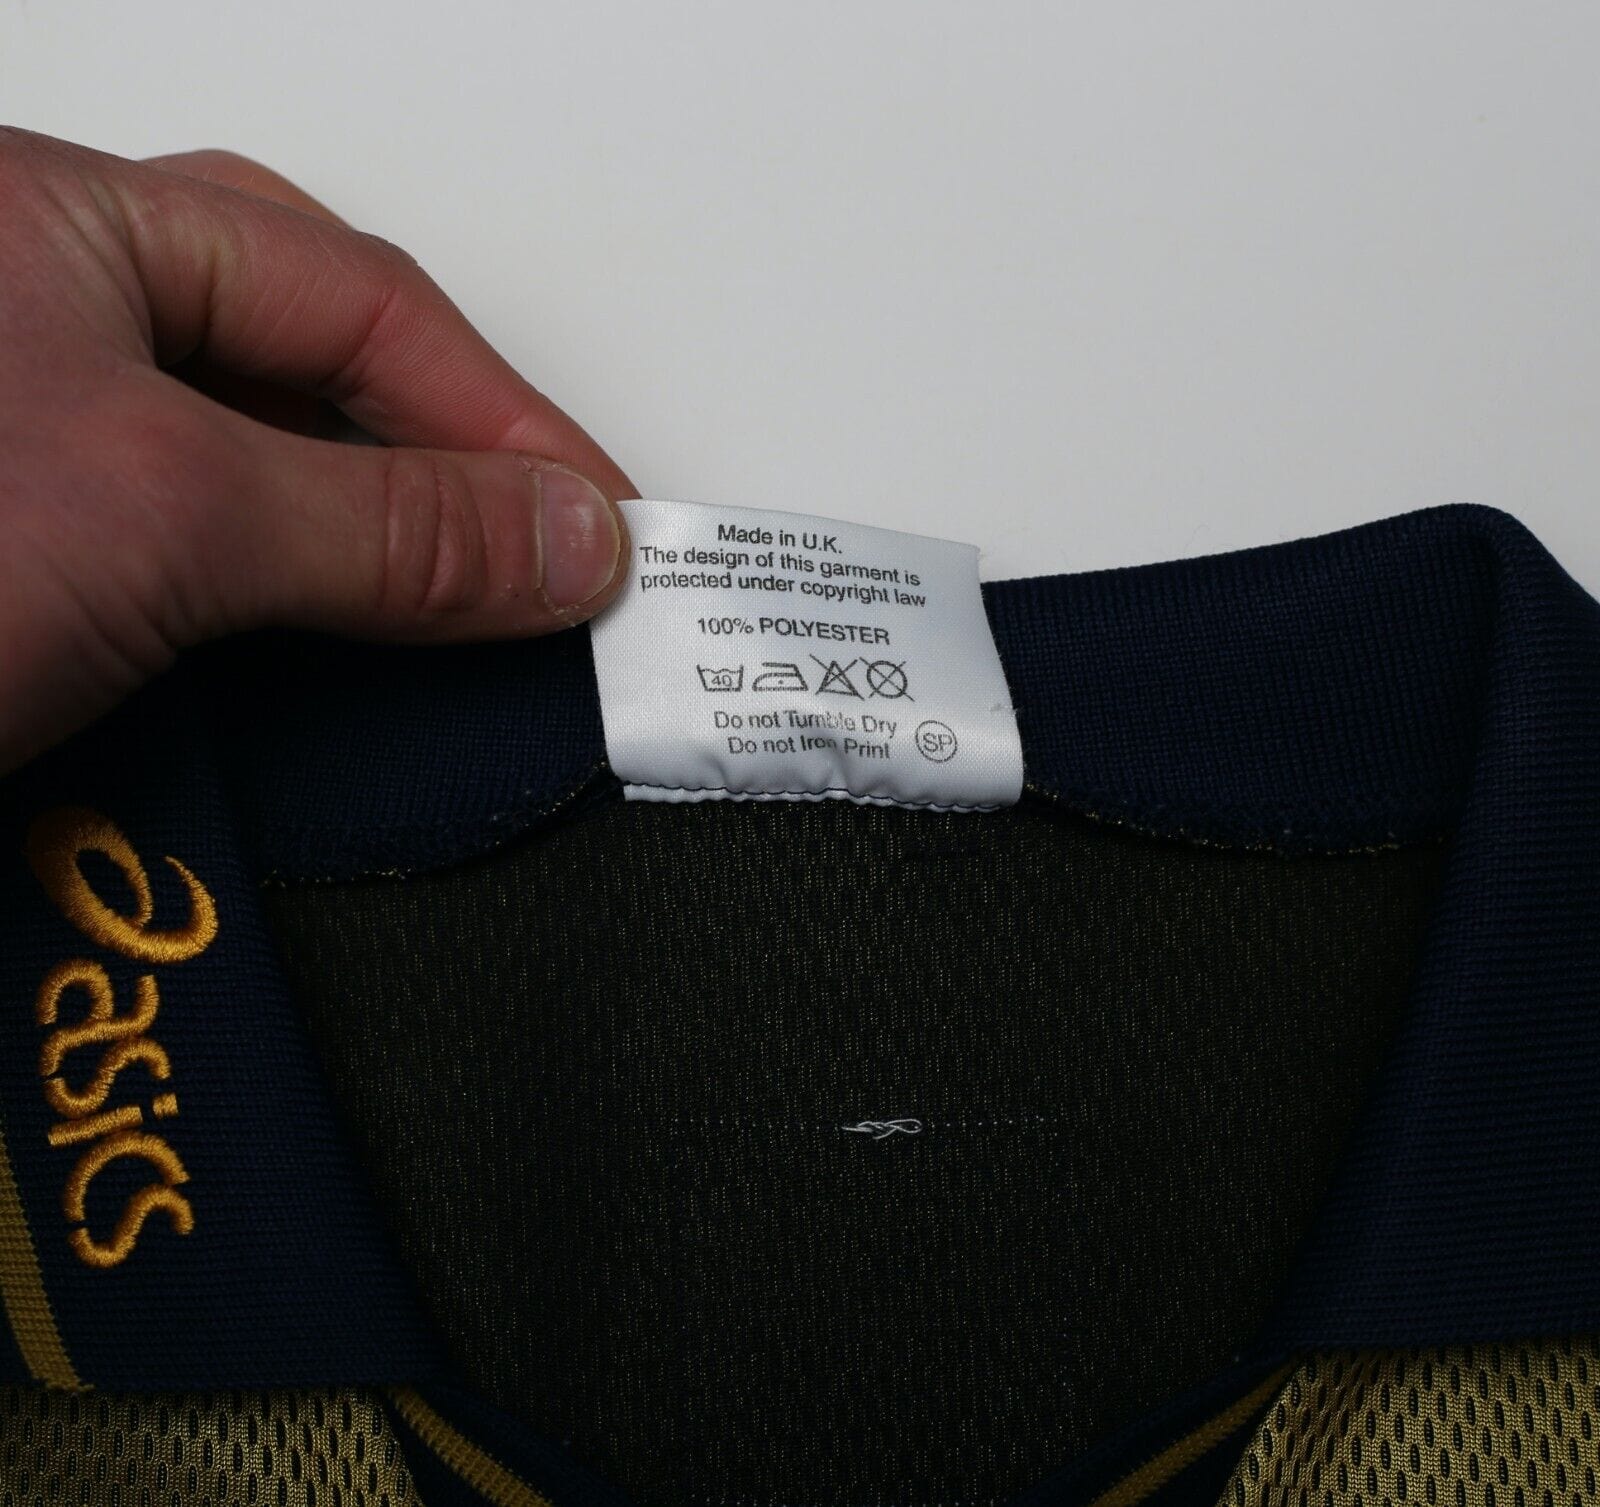 Made in U.K.
The design of this garment is
protected under copyright law
100% POLYESTER
40
Do not Tumble Dry
Do not Iron Print
SP
asics